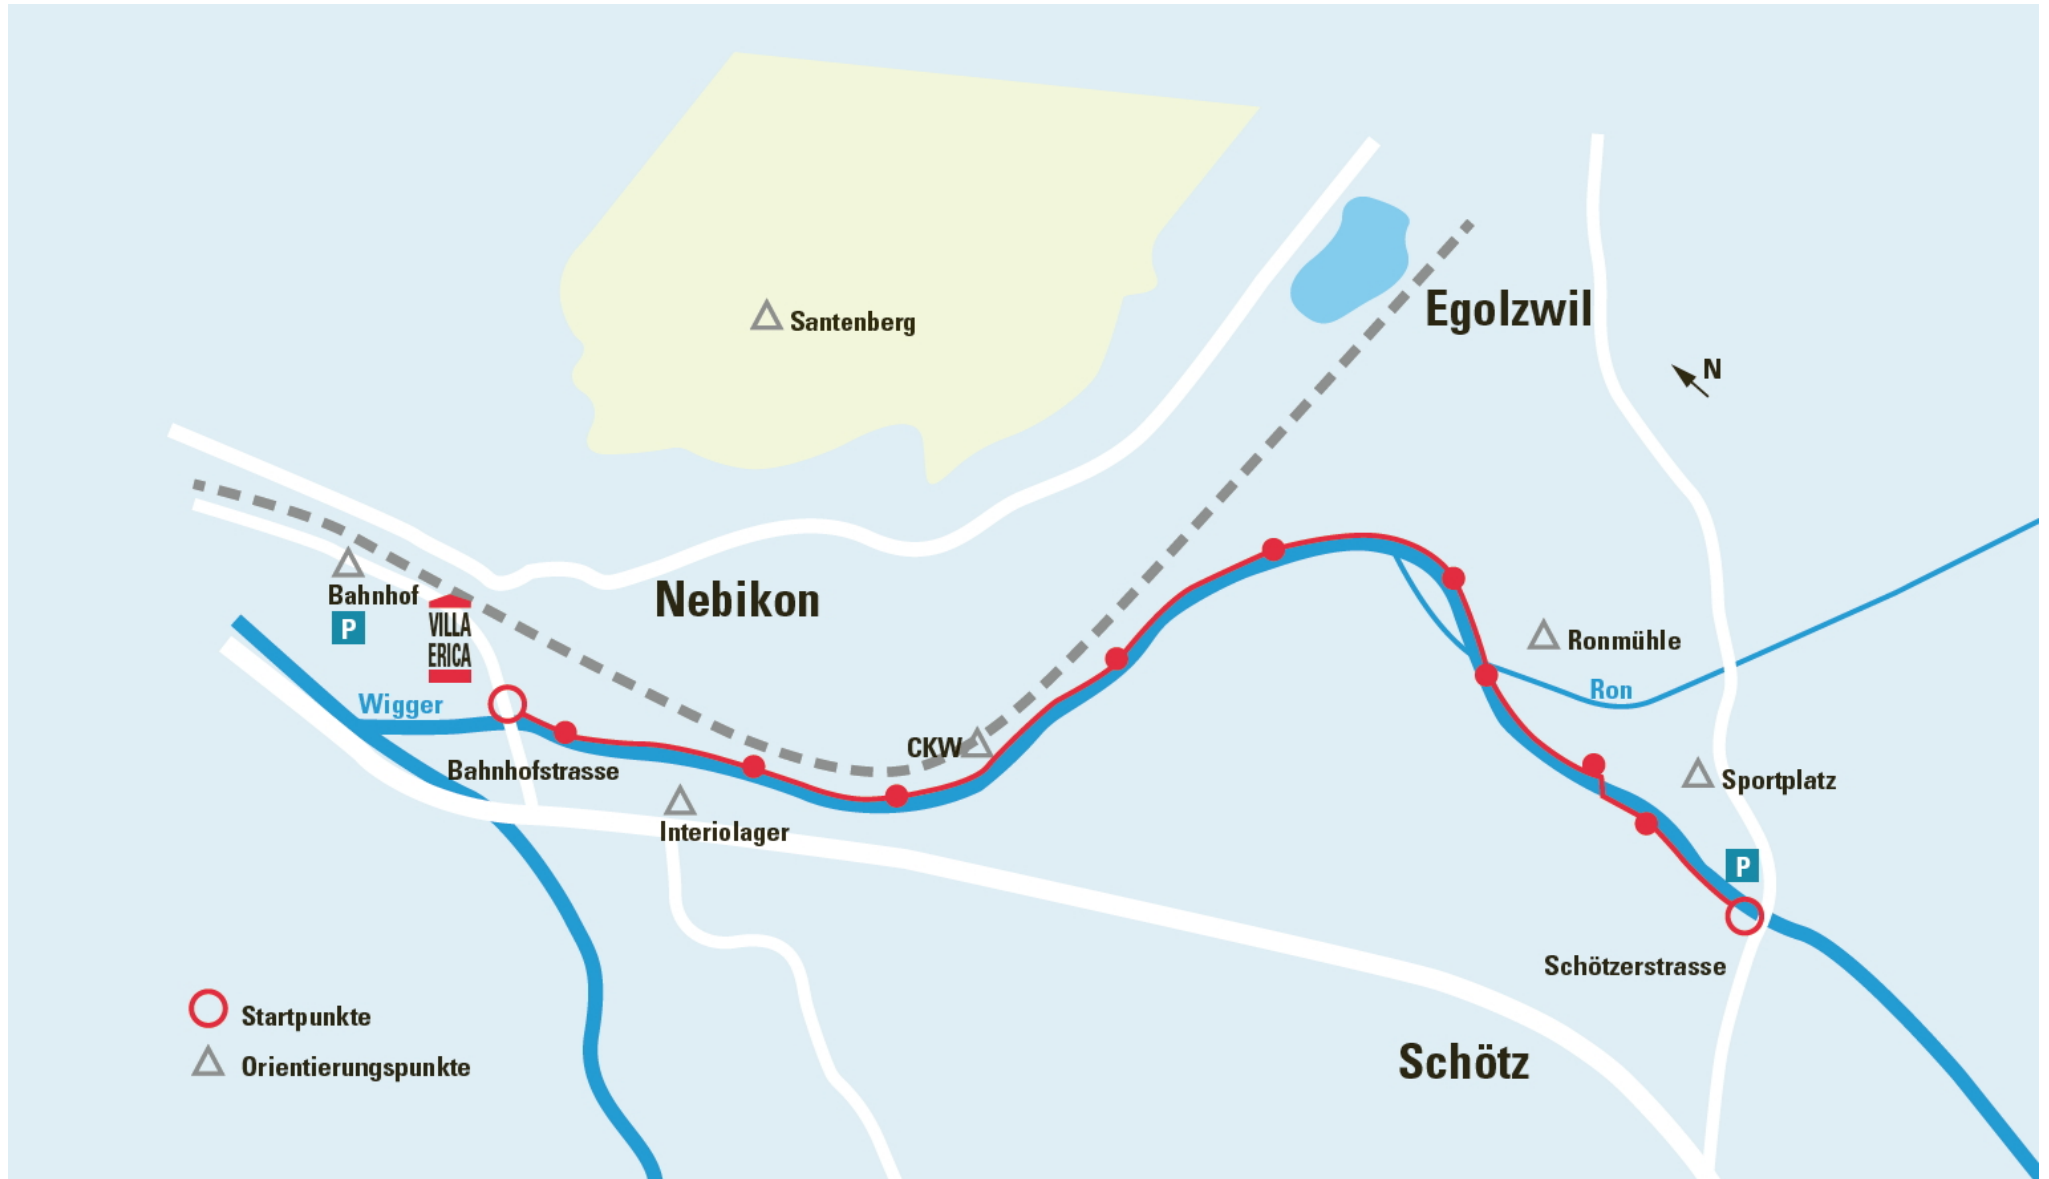 Santenberg
Egolzwil
N
Nebikon
Bahnhof
P
VILLA
ERICA
Wigger
Bahnhofstrasse
CKW
Interiolager
Ronmühle
Ron
Sportplatz
P
Schötzerstrasse
Schötz
Startpunkte
Orientierungspunkte